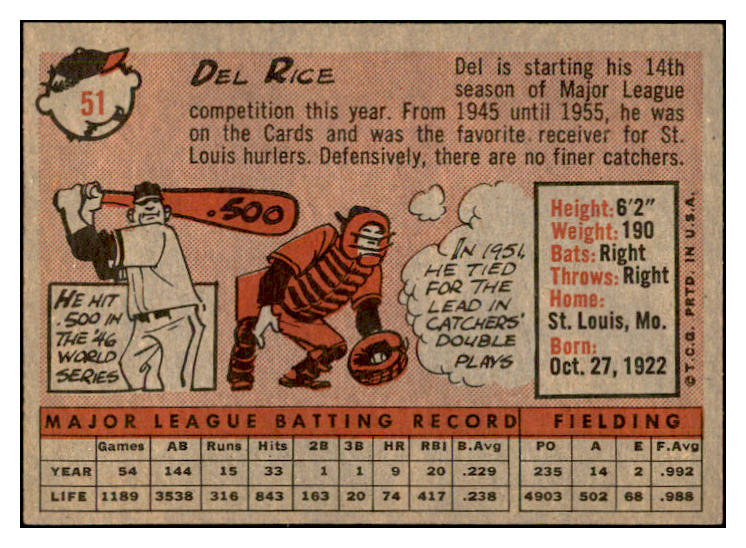 51
DEL RICE
Del is starting his 14th
season of Major League
competition this year. From 1945 until 1955, he was
on the Cards and was the favorite receiver for St.
Louis hurlers. Defensively, there are no finer catchers.
.500
HE HIT
.500 IN
THE '46
WORLD
SERIES
IN 1951,
HE TIED
FOR THE
LEAD IN
CATCHERS'
DOUBLE
PLAYS
Height: 6'2"
Weight: 190
Bats: Right
Throws: Right
Home:
St. Louis, Mo.
Born:
Oct. 27, 1922
© T.C.G. PRTD. IN U.S.A.
MAJOR LEAGUE BATTING RECORD FIELDING
Games AB Runs Hits 2B 3B HR RBI B.Avg PO A E F.Avg
YEAR 54 144 15 33 1 1 9 20 .229 235 14 2 .992
LIFE 1189 3538 316 843 163 20 74 417 .238 4903 502 68 .988